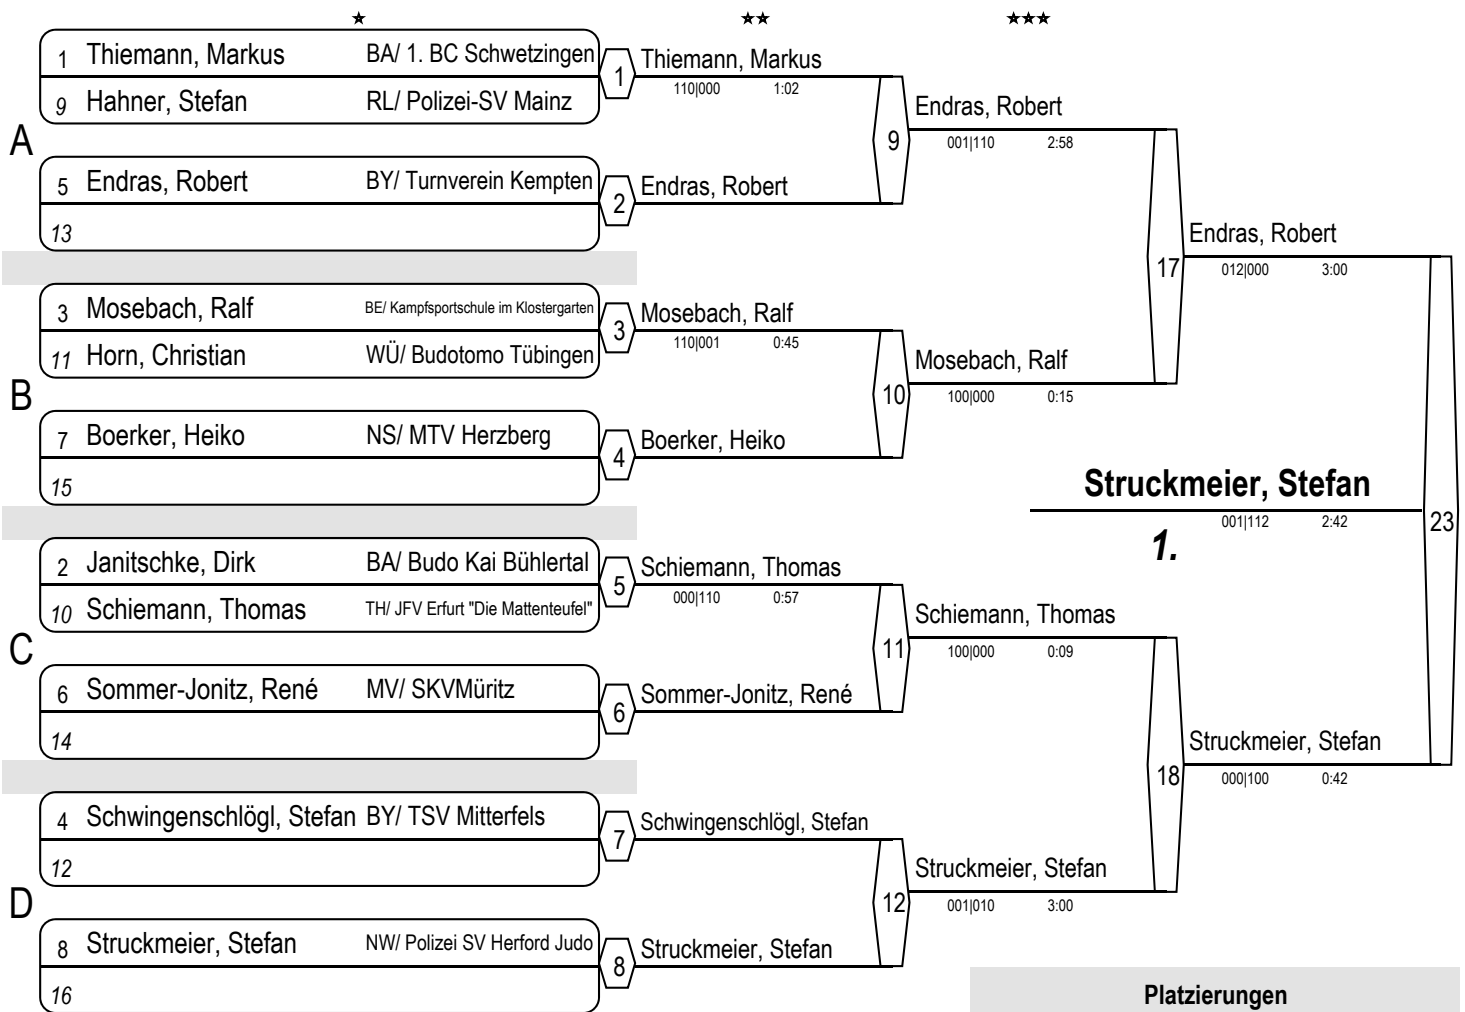 ★ ★★ ★★★
A
1 Thiemann, Markus BA/ 1. BC Schwetzingen
9 Hahner, Stefan RL/ Polizei-SV Mainz
5 Endras, Robert BY/ Turnverein Kempten
13
B
3 Mosebach, Ralf BE/ Kampfsportschule im Klostergarten
11 Horn, Christian WÜ/ Budotomo Tübingen
7 Boerker, Heiko NS/ MTV Herzberg
15
C
2 Janitschke, Dirk BA/ Budo Kai Bühlertal
10 Schiemann, Thomas TH/ JFV Erfurt "Die Mattenteufel"
6 Sommer-Jonitz, René MV/ SKVMüritz
14
D
4 Schwingenschlögl, Stefan BY/ TSV Mitterfels
12
8 Struckmeier, Stefan NW/ Polizei SV Herford Judo
16
1 Thiemann, Markus
110|000 1:02
2 Endras, Robert
3 Mosebach, Ralf
110|001 0:45
4 Boerker, Heiko
5 Schiemann, Thomas
000|110 0:57
6 Sommer-Jonitz, René
7 Schwingenschlögl, Stefan
8 Struckmeier, Stefan
9 Endras, Robert
001|110 2:58
10 Mosebach, Ralf
100|000 0:15
11 Schiemann, Thomas
100|000 0:09
12 Struckmeier, Stefan
001|010 3:00
17 Endras, Robert
012|000 3:00
18 Struckmeier, Stefan
000|100 0:42
23 Struckmeier, Stefan
001|112 2:42
1.
Platzierungen